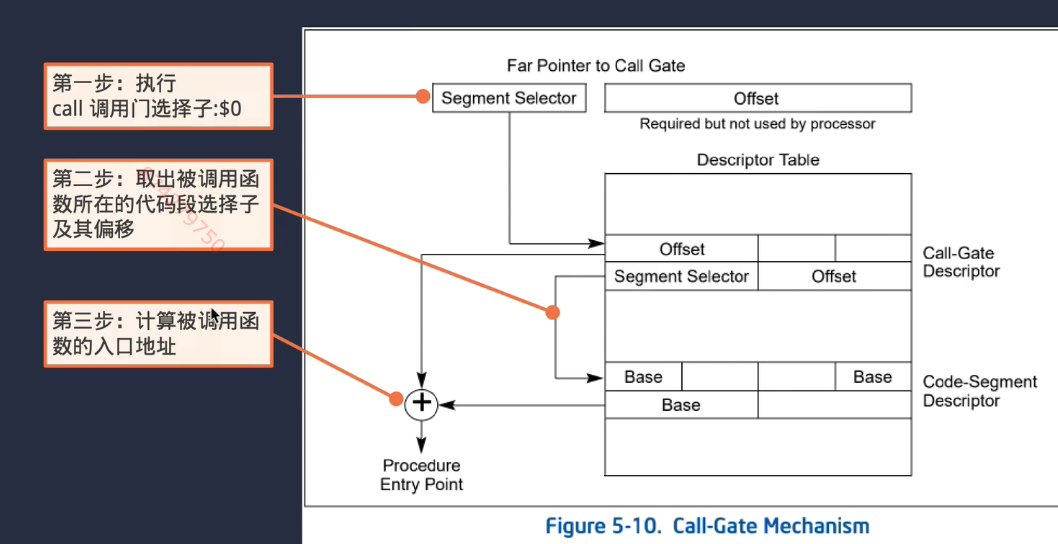 第一步：执行
call 调用门选择子:$0
第二步：取出被调用函
数所在的代码段选择子
及其偏移
第三步：计算被调用函
数的入口地址
Far Pointer to Call Gate
Segment Selector
Offset
Required but not used by processor
Descriptor Table
Offset
Segment Selector
Offset
Call-Gate
Descriptor
Base
Base
Base
Code-Segment
Descriptor
+
Procedure
Entry Point
Figure 5-10. Call-Gate Mechanism